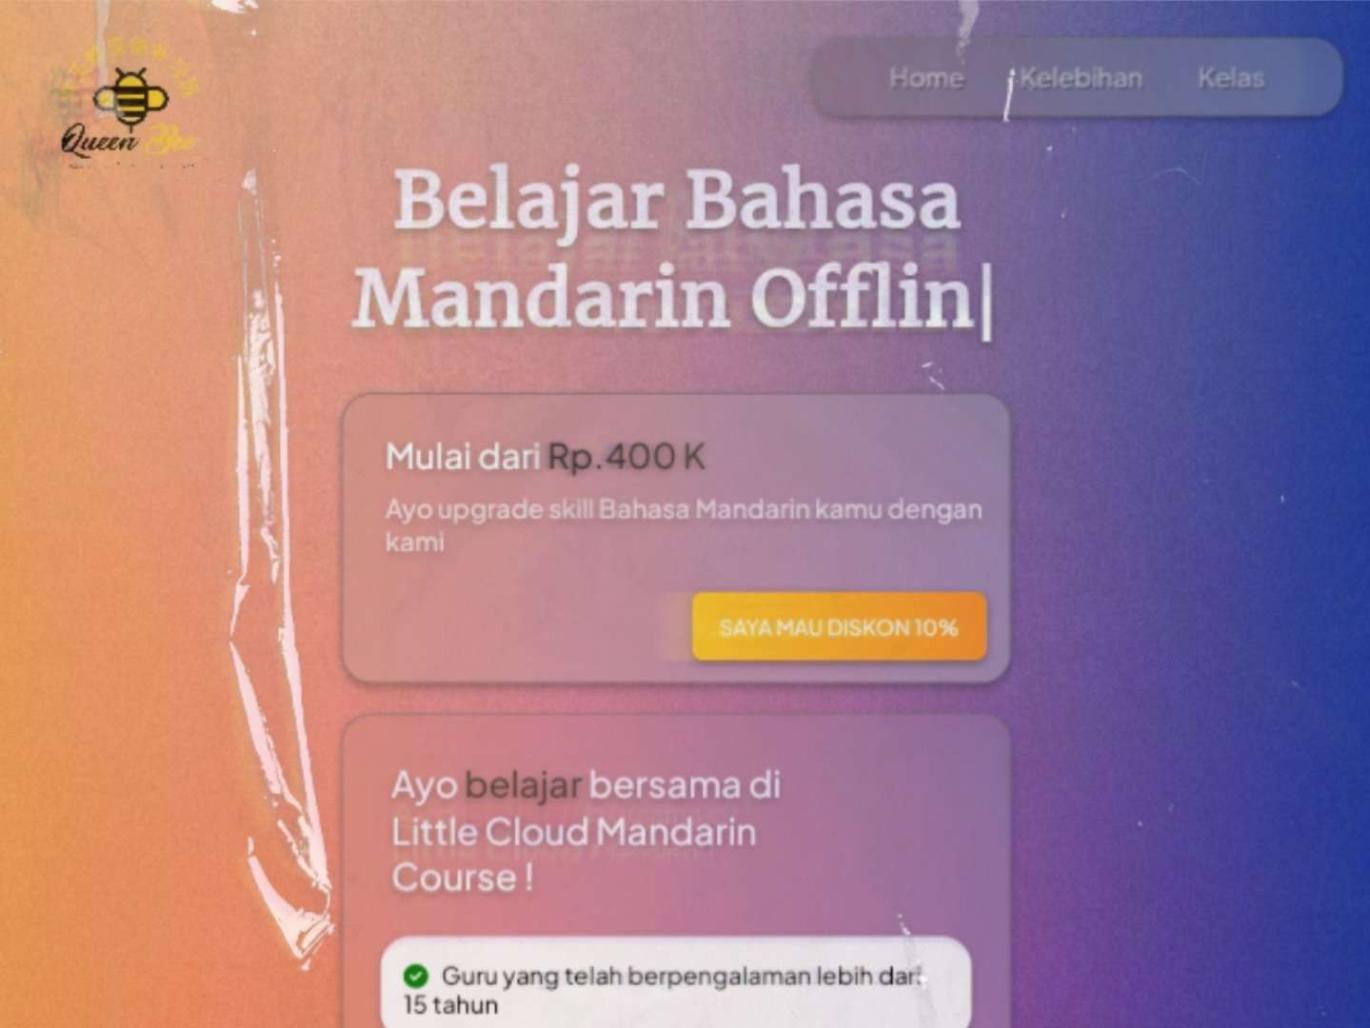 Queen Bee
Home Kelebihan Kelas
Belajar Bahasa
Mandarin Offlin|
Mulai dari Rp.400 K
Ayo upgrade skill Bahasa Mandarin kamu dengan
kami
SAYA MAU DISKON 10%
Ayo belajar bersama di
Little Cloud Mandarin
Course !
Guru yang telah berpengalaman lebih dari
15 tahun